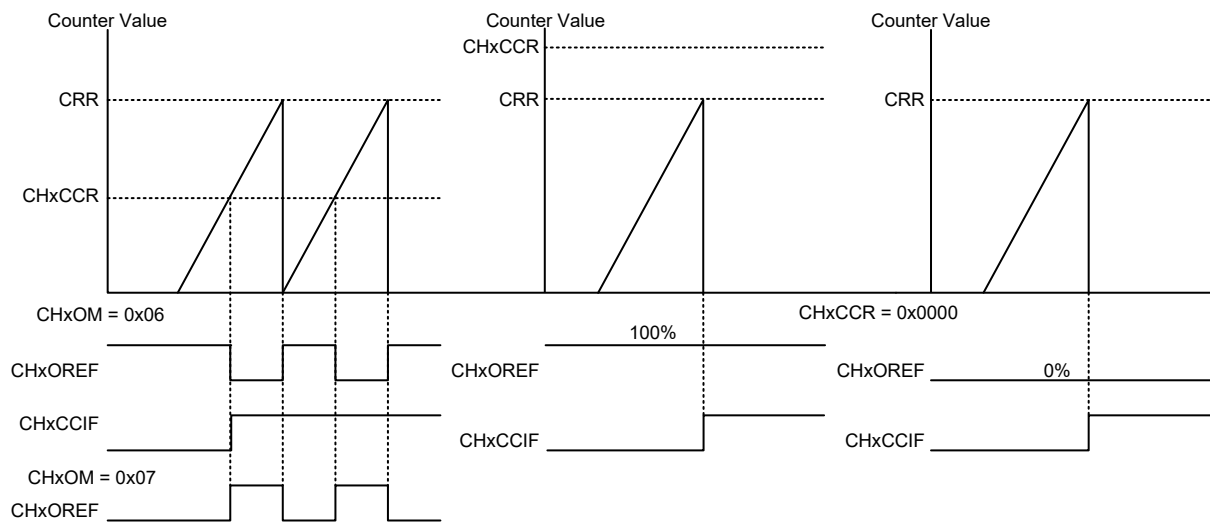 Counter Value
CRR
CHxCCR
CHxOM = 0x06
CHxOREF
CHxCCIF
CHxOM = 0x07
CHxOREF
Counter Value
CHxCCR
CRR
100%
CHxOREF
CHxCCIF
Counter Value
CRR
CHxCCR = 0x0000
CHxOREF
0%
CHxCCIF